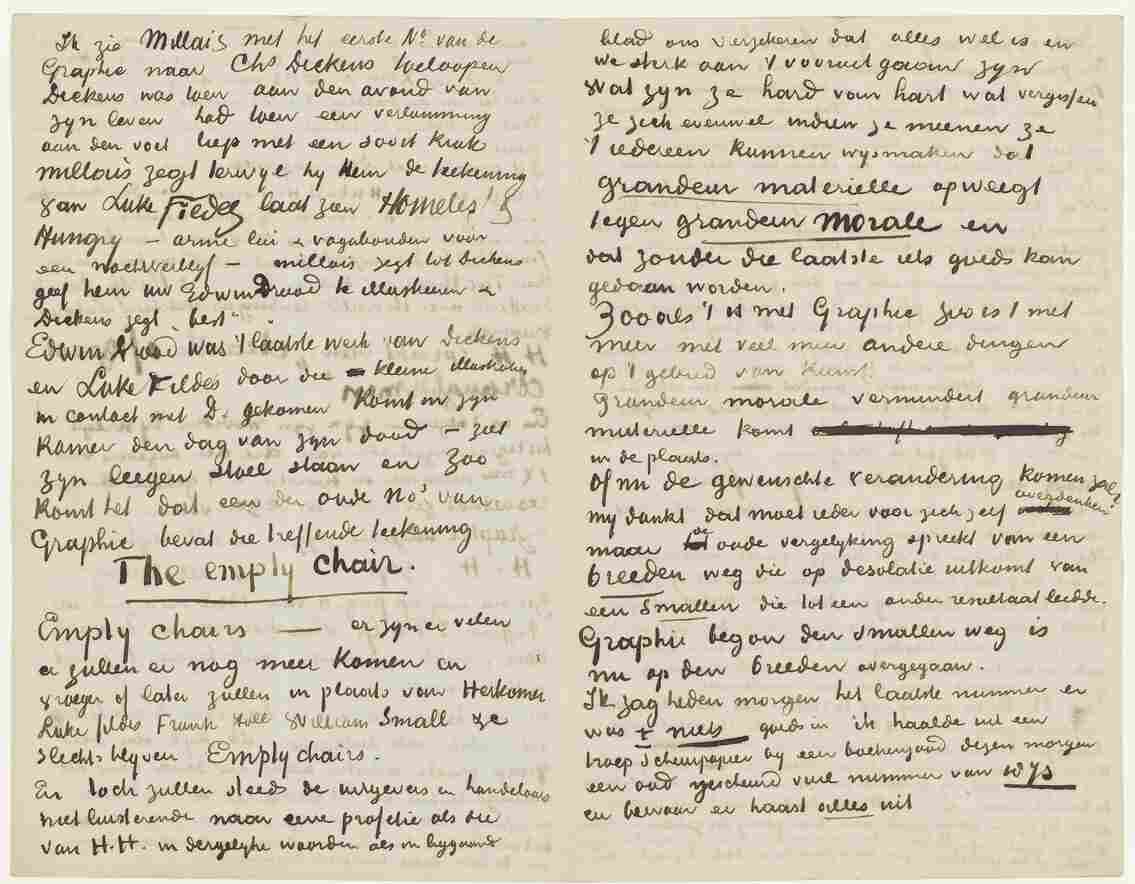 Ik zie Millais met het eerste No van de
Graphic naar Chs Dickens toeloopen
Dickens was toen aan den avond van
zyn leven had toen een verlamming
aan den voet liep met een soort kruk
Millais zegt terwyl hy Hem de teekening
van Luke Fildes laat zien "Homeless &
Hungry – arme lui & vagabonden voor
een nachtverblyf – millais zegt tot Dickens
geef hem uw Edwin Drood te illustreeren &
Dickens zegt "best".
Edwin Drood was 't laatste werk van Dickens
en Luke Fildes door die kleine illustraties
in contact met D. gekomen komt in zyn
kamer den dag van zyn dood – ziet
zyn leegen stoel staan en zoo
komt het dat een der oude No's van
Graphic bevat die treffende teekening
The empty chair.
Empty chairs — er zyn er velen
er zullen er nog meer komen en
vroeger of later zullen in plaats van Herkomer
Luke fildes Frank Holl William Small ze
slechts blyven Empty chairs.
En toch zullen steeds de uitgevers en handelaars
niet luisterende naar eene profetie als die
van H.H. in dergelyke woorden als in bygaand
blad ons verzekeren dat alles wel is en
we sterk aan 't vooruit gaan zyn
Wat zyn ze hard van hart wat vergissen
ze zich evenwel indien ze meenen ze
't iedereen kunnen wysmaken dat
grandeur materielle opweegt
tegen grandeur morale en
dat zonder die laatste iets goeds kan
gedaan worden.
Zooals 't is met Graphic zoo is 't met
meer met veel meer andere dingen
op 't gebied van kunst.
Grandeur morale vermindert grandeur
materielle komt
in de plaats.
Of nu de gewenschte verandering komen zal?
my dunkt dat moet ieder voor zich zelf overdenken
maar de oude vergelyking spreekt van een
breeden weg die op desolatie uitkomt van
een smallen die tot een ander resultaat leidde.
Graphic begon den smallen weg is
nu op den breeden overgegaan.
Ik zag heden morgen het laatste nummer er
was + niets goeds in ik haalde uit een
troep scheurpapier by een boekenjood dezen morgen
een oud gescheurd vuil nummer van
en bewaar er haast alles uit